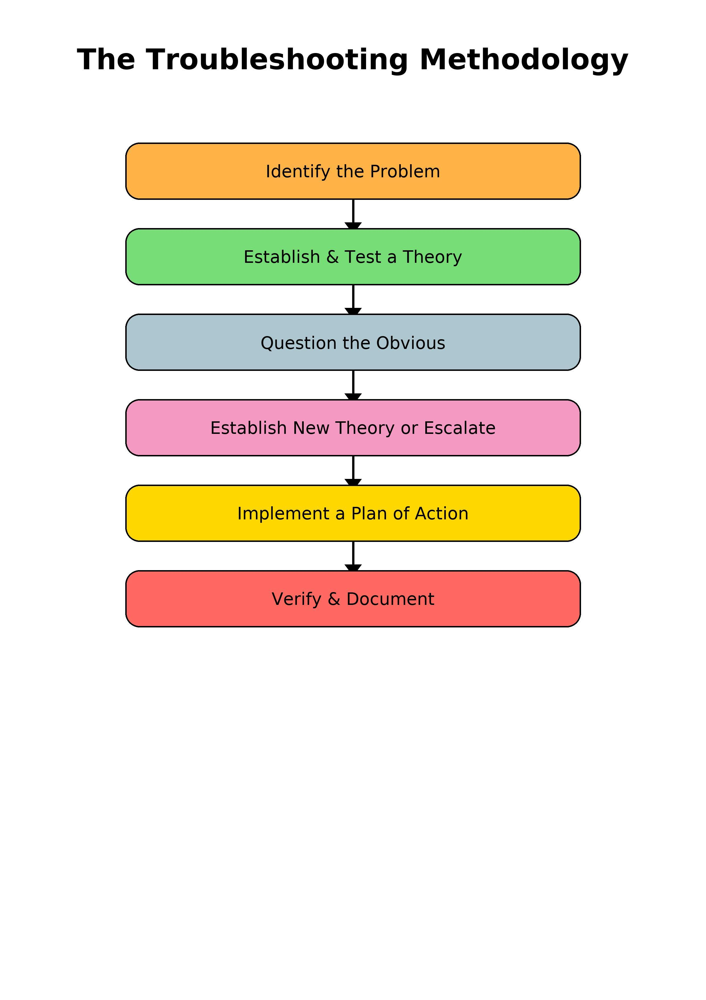 The Troubleshooting Methodology
Identify the Problem
Establish & Test a Theory
Question the Obvious
Establish New Theory or Escalate
Implement a Plan of Action
Verify & Document